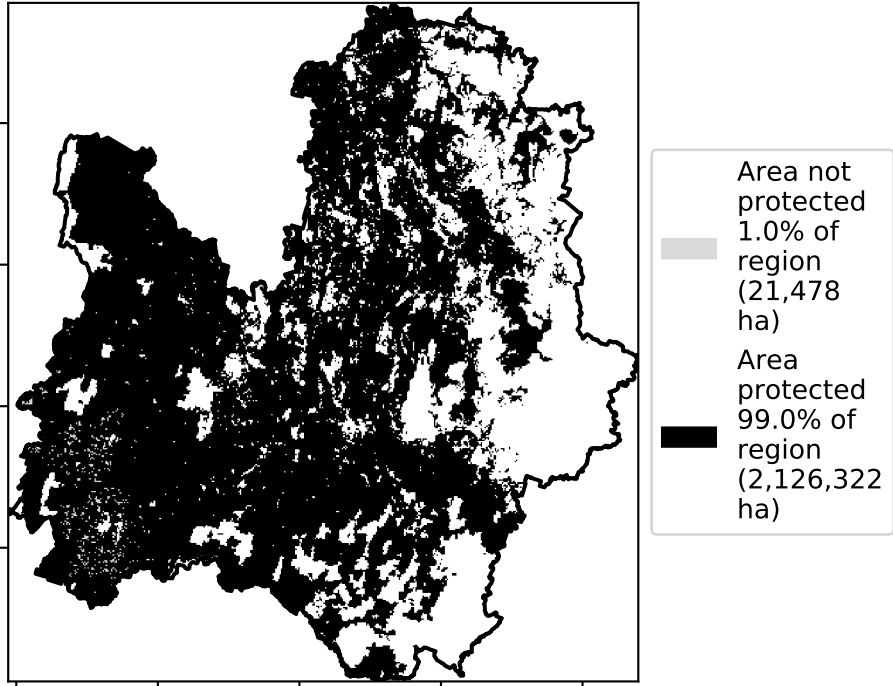 Area not
protected
1.0% of
region
(21,478
ha)
Area
protected
99.0% of
region
(2,126,322
ha)